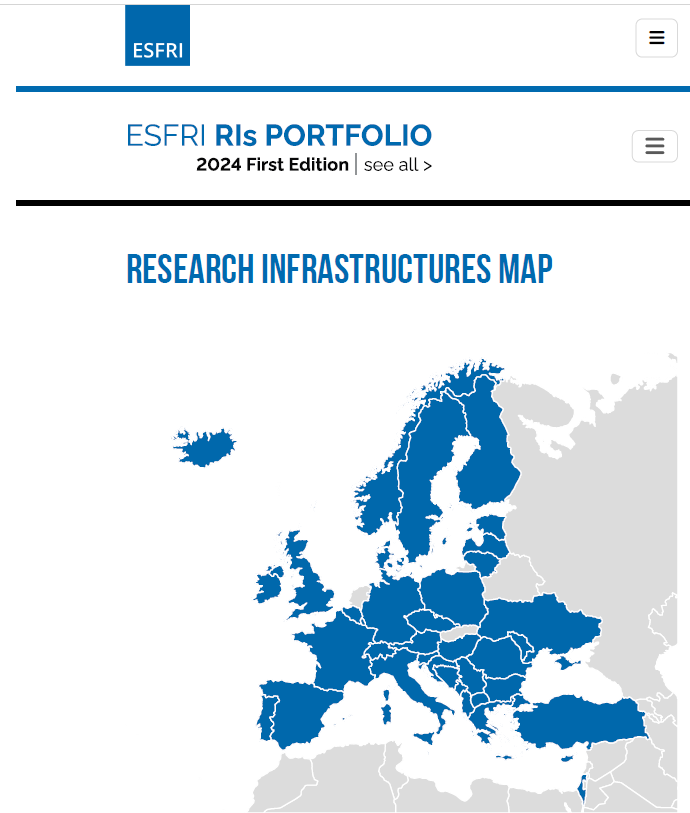 ESFRI
ESFRI RIs PORTFOLIO
2024 First Edition | see all >
RESEARCH INFRASTRUCTURES MAP